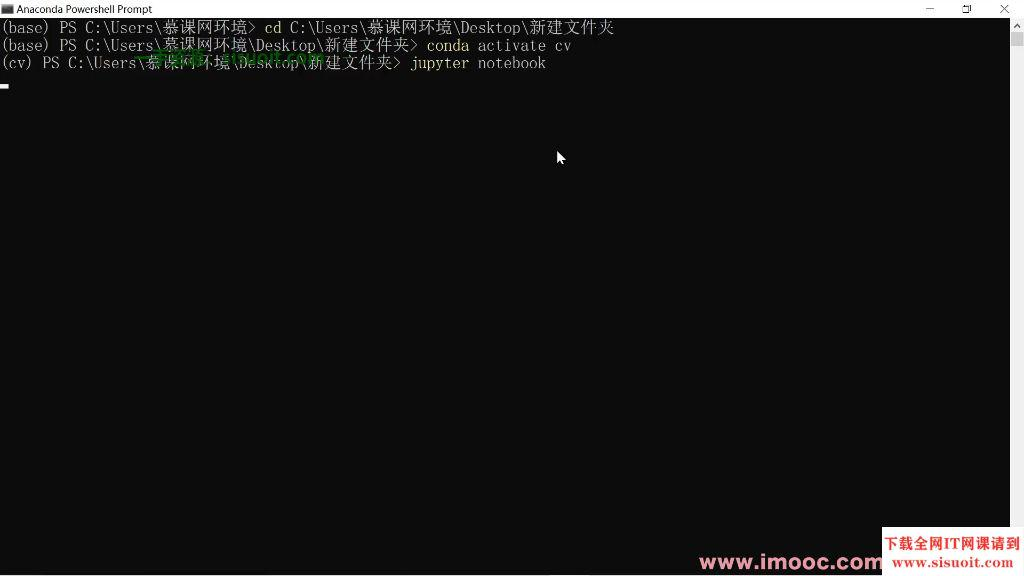 Anaconda Powershell Prompt
(base) PS C:\Users\慕课网环境> cd C:\Users\慕课网环境\Desktop\新建文件夹
(base) PS C:\Users\慕课网环境\Desktop\新建文件夹> conda activate cv
(cv) PS C:\Users\慕课网环境\Desktop\新建文件夹> jupyter notebook
sisuoit.com
下载全网IT网课请到
www.imooc.com
www.sisuoit.com